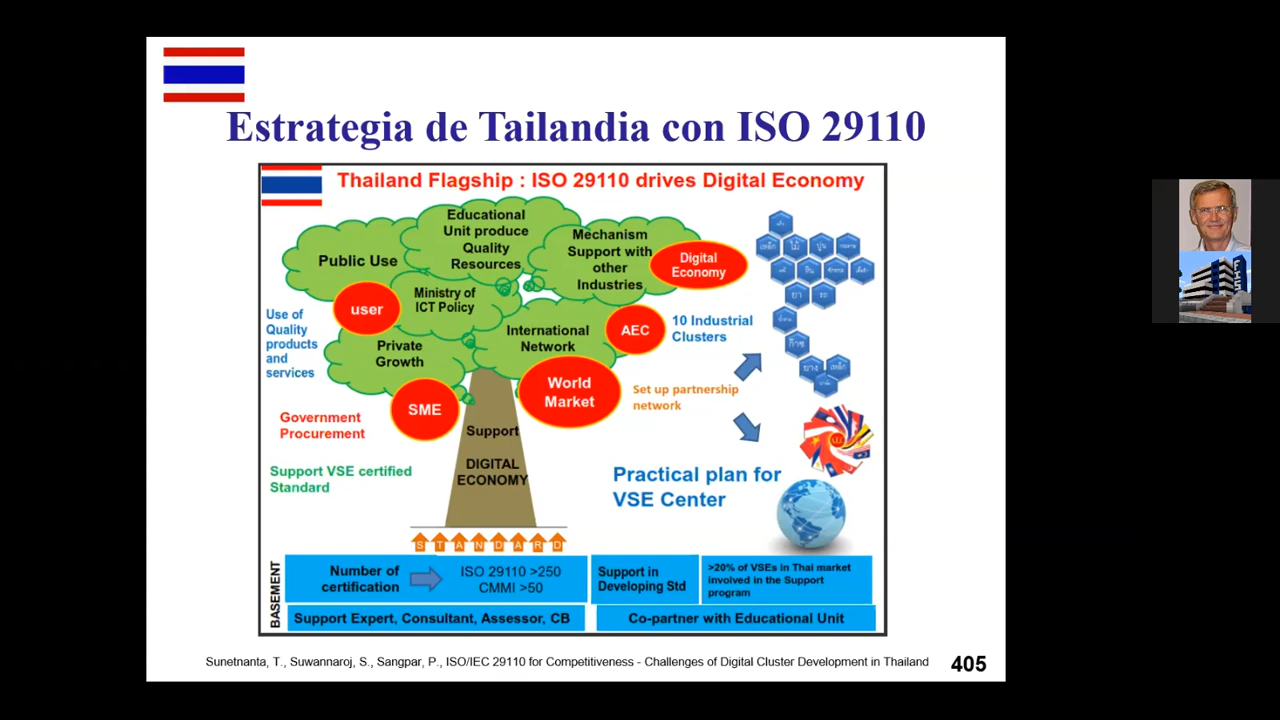 Estrategia de Tailandia con ISO 29110
Thailand Flagship : ISO 29110 drives Digital Economy
Educational
Unit produce
Quality
Resources
Public Use
Mechanism
Support with
other
Industries
Digital
Economy
user
Ministry of
ICT Policy
International
Network
AEC
Private
Growth
World
Market
SME
Use of
Quality
products
and
services
10 Industrial
Clusters
Set up partnership
network
Government
Procurement
Support VSE certified
Standard
Support
DIGITAL
ECONOMY
Practical plan for
VSE Center
STANDARD
BASEMENT
Number of
certification
ISO 29110 >250
CMMI >50
Support in
Developing Std
>20% of VSEs in Thai market
involved in the Support
program
Support Expert, Consultant, Assessor, CB
Co-partner with Educational Unit
Sunetnanta, T., Suwannaroj, S., Sangpar, P., ISO/IEC 29110 for Competitiveness - Challenges of Digital Cluster Development in Thailand
405